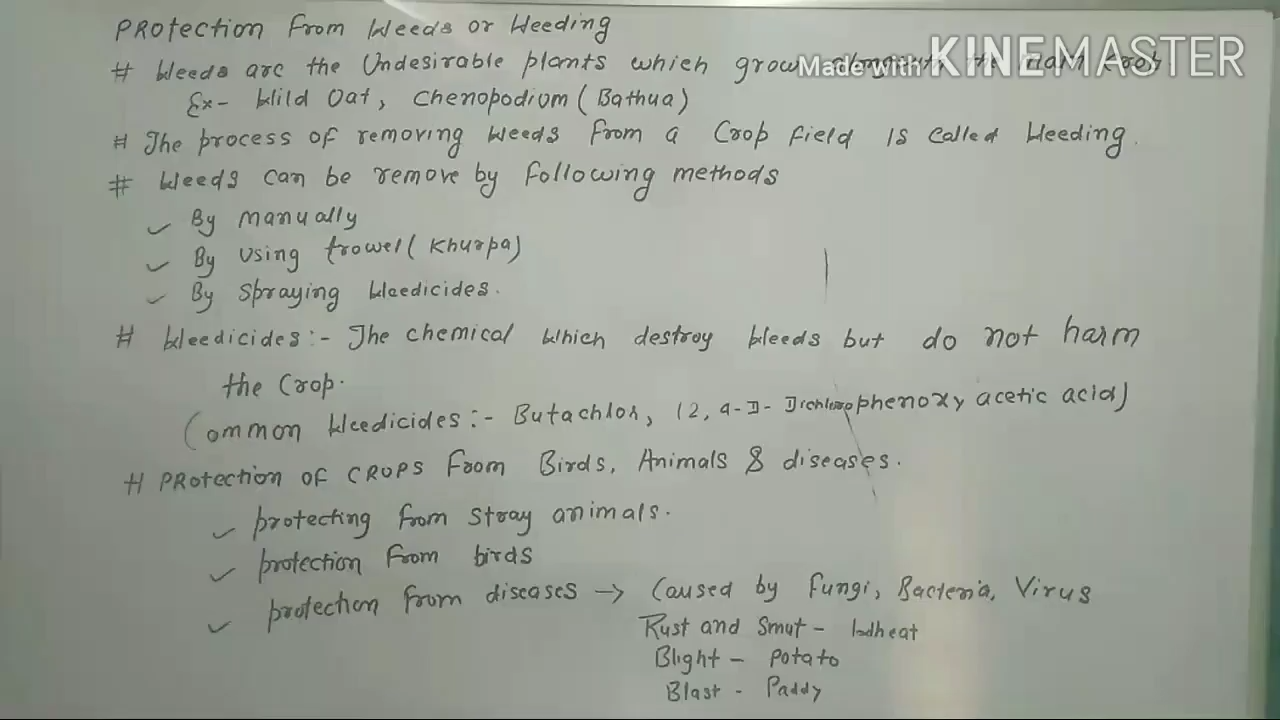 Protection from Weeds or Weeding
# Weeds are the Undesirable plants which grow
Made with KINEMASTER
Ex- Wild Oat, Chenopodium (Bathua)
# The process of removing weeds from a Crop field is called Weeding.
# Weeds can be remove by following methods
✓ By manually
✓ By using trowel (Khurpa)
✓ By spraying weedicides.
# Weedicides:- The chemical which destroy weeds but do not harm
the Crop.
Common Weedicides:- Butachlor, (2, 4-D- Dichlorophenoxy acetic acid)
# Protection of CROPS From Birds, Animals & diseases.
✓ protecting from stray animals.
✓ protection from birds
✓ protection from diseases → Caused by Fungi, Bacteria, Virus
Rust and Smut - Wheat
Blight - Potato
Blast - Paddy